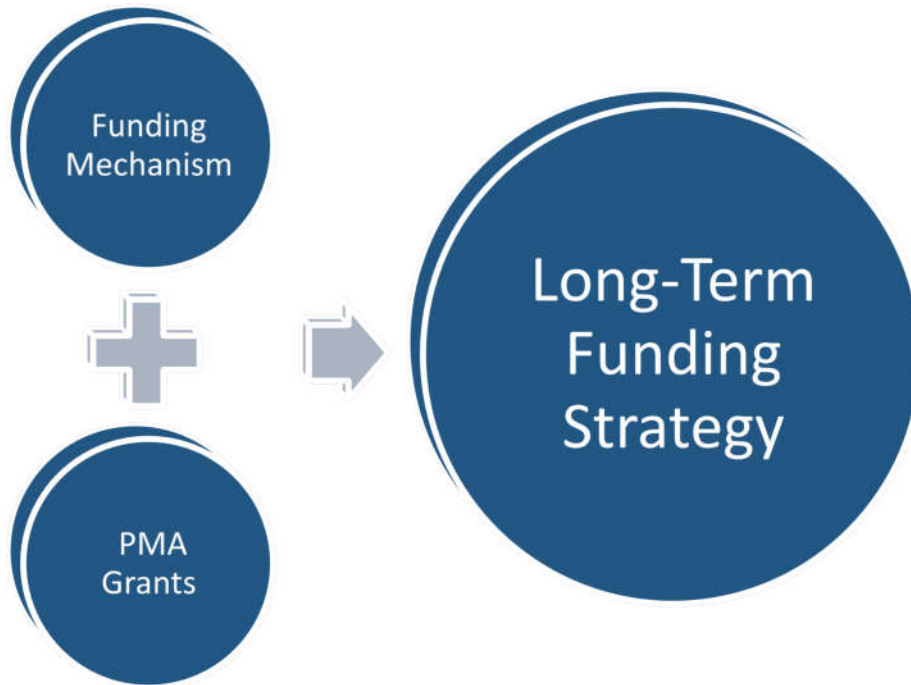 Funding
Mechanism
PMA
Grants
Long-Term
Funding
Strategy